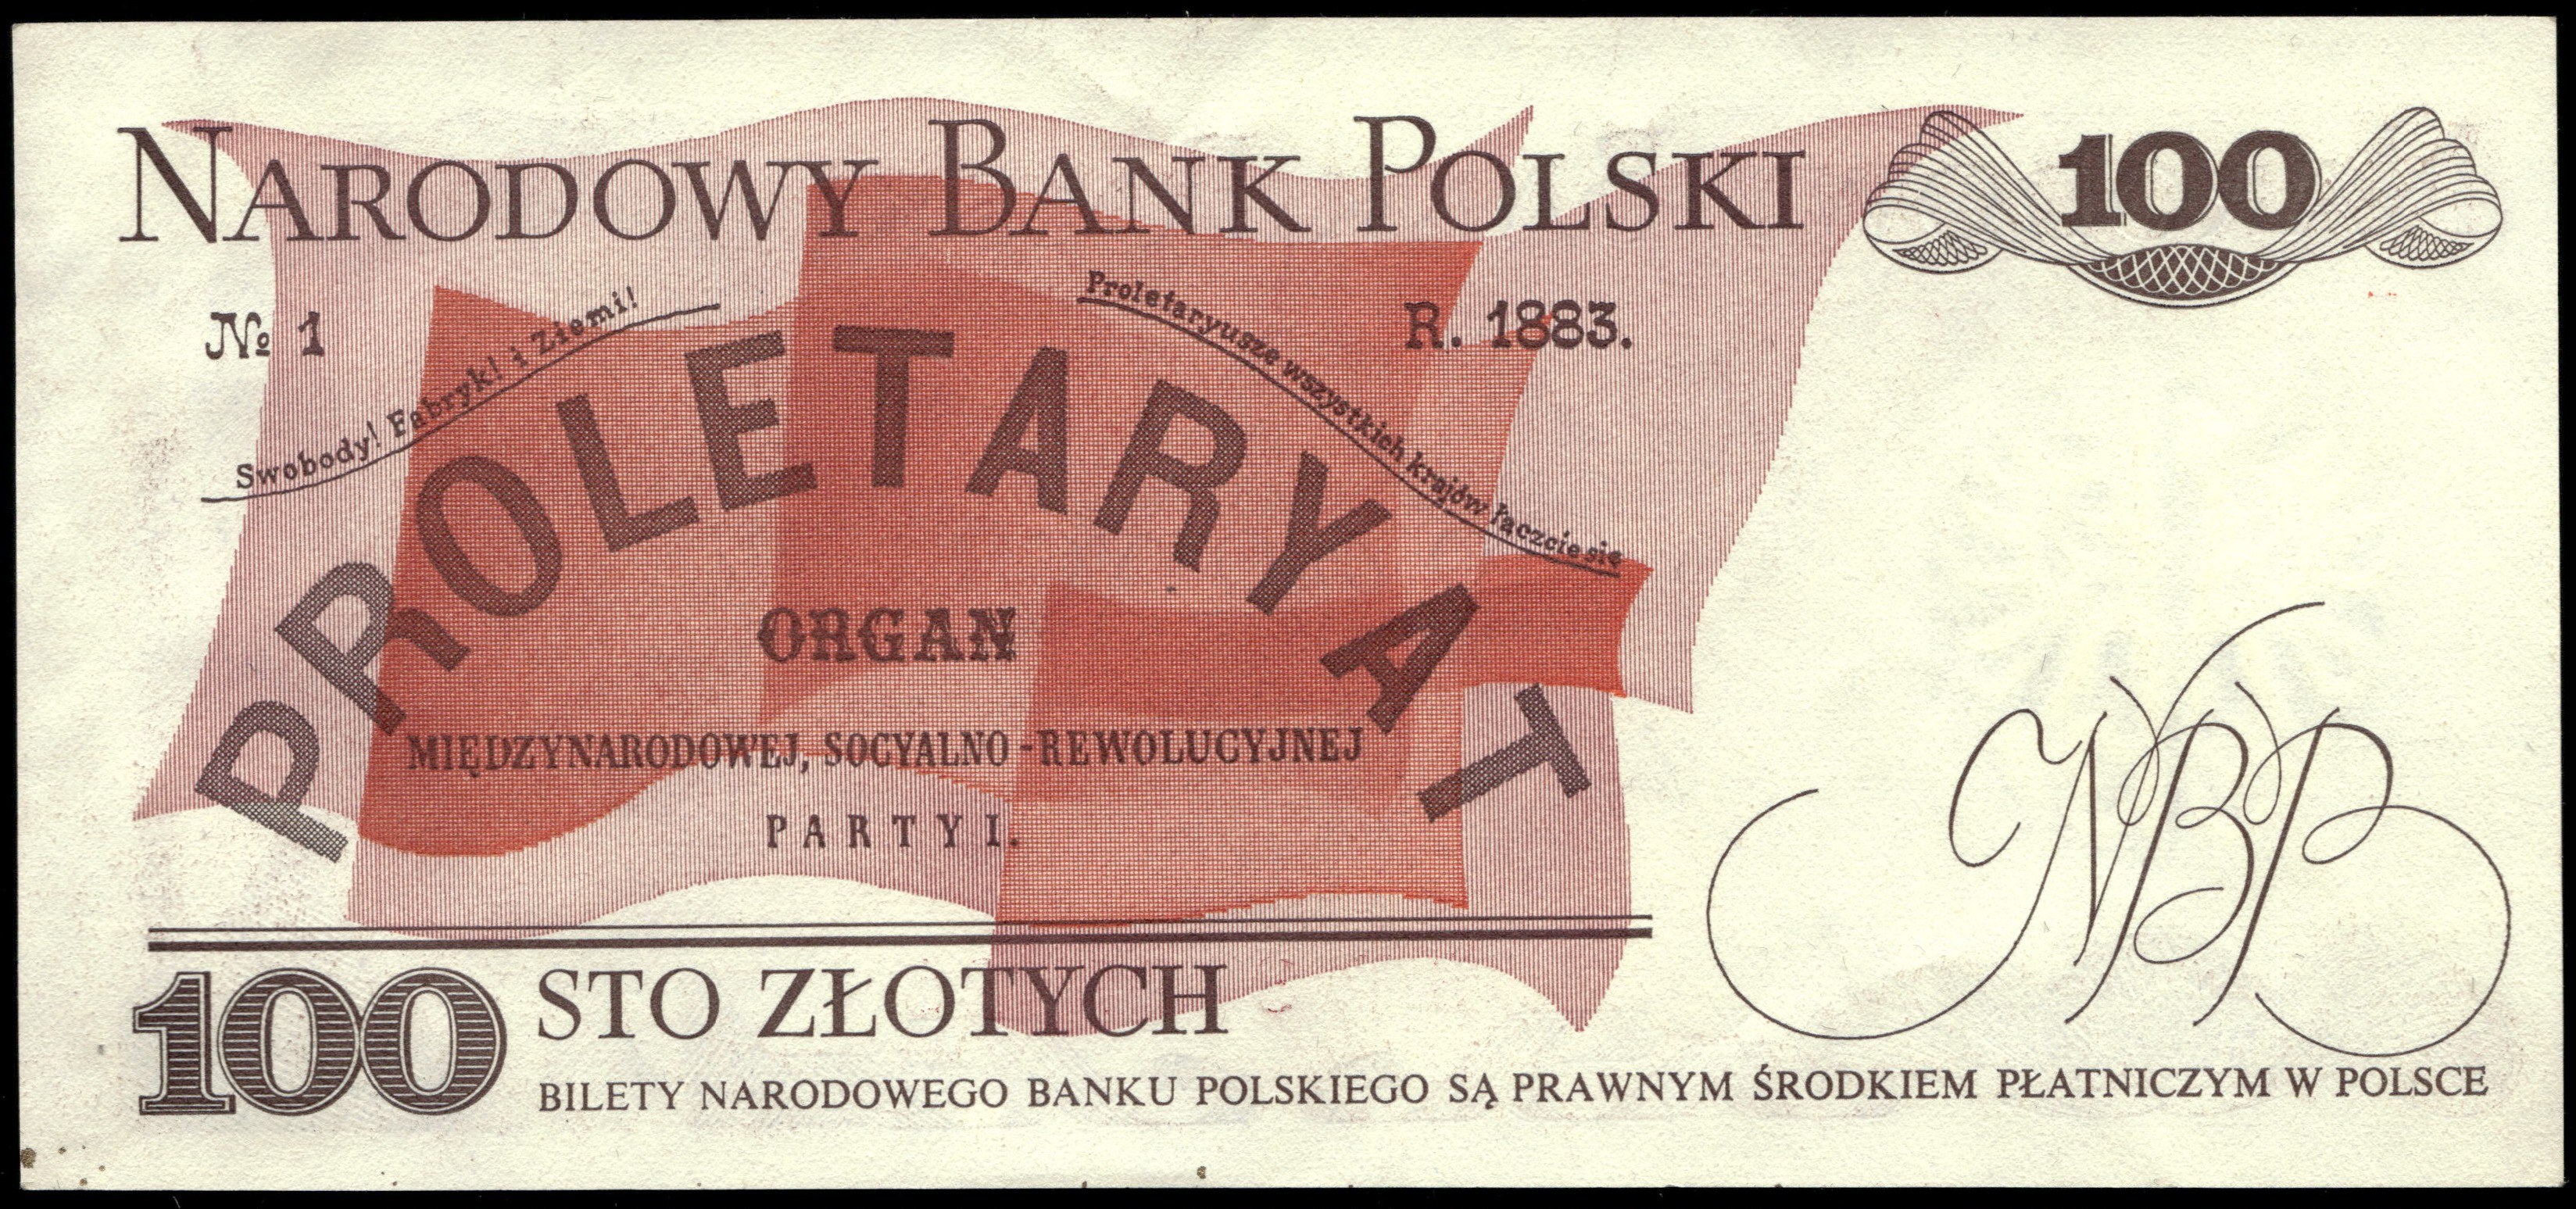 NARODOWY BANK POLSKI
100
№ 1
Swobody! Fabryk! i Ziemi!
Proletaryusze wszystkich krajów łączcie się
R. 1883.
PROLETARYAT
ORGAN
MIĘDZYNARODOWEJ, SOCYALNO-REWOLUCYJNEJ
PARTYI.
NBP
100 STO ZŁOTYCH
BILETY NARODOWEGO BANKU POLSKIEGO SĄ PRAWNYM ŚRODKIEM PŁATNICZYM W POLSCE